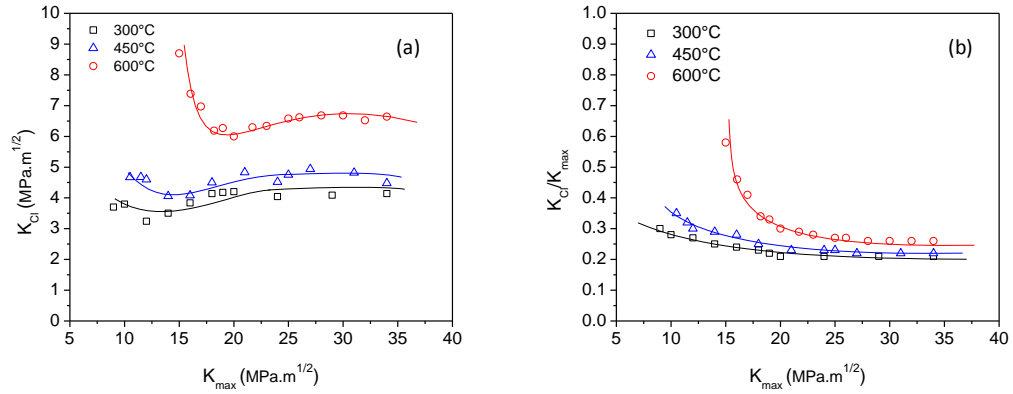 10
9
8
7
6
5
4
3
2
1
0
K_Cl (MPa.m^1/2)
300°C
450°C
600°C
(a)
5 10 15 20 25 30 35 40
K_max (MPa.m^1/2)
1.0
0.9
0.8
0.7
0.6
0.5
0.4
0.3
0.2
0.1
0.0
K_Cl/K_max
300°C
450°C
600°C
(b)
5 10 15 20 25 30 35 40
K_max (MPa.m^1/2)